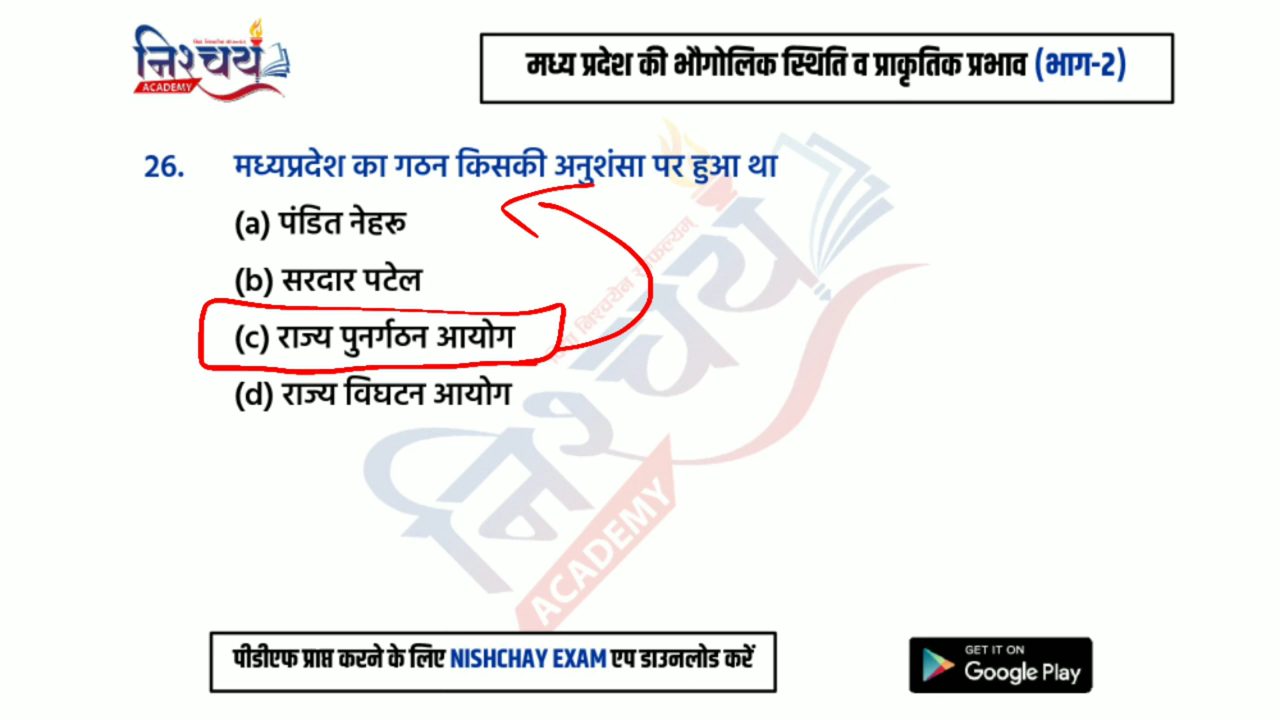 निश्चय
ACADEMY
मध्य प्रदेश की भौगोलिक स्थिति व प्राकृतिक प्रभाव (भाग-2)
26. मध्यप्रदेश का गठन किसकी अनुशंसा पर हुआ था
(a) पंडित नेहरू
(b) सरदार पटेल
(c) राज्य पुनर्गठन आयोग
(d) राज्य विघटन आयोग
निश्चय
ACADEMY
पीडीएफ प्राप्त करने के लिए NISHCHAY EXAM एप डाउनलोड करें
GET IT ON
Google Play